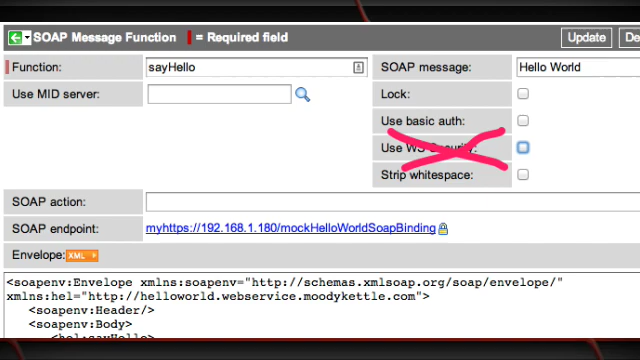 SOAP Message Function = Required field Update De
Function: sayHello SOAP message: Hello World
Use MID server: Lock:
Use basic auth:
Use WS Security:
Strip whitespace:
SOAP action:
SOAP endpoint: myhttps://192.168.1.180/mockHelloWorldSoapBinding
Envelope: XML
<soapenv:Envelope xmlns:soapenv="http://schemas.xmlsoap.org/soap/envelope/"
xmlns:hel="http://helloworld.webservice.moodykettle.com">
<soapenv:Header/>
<soapenv:Body>
<hel:sayHello>